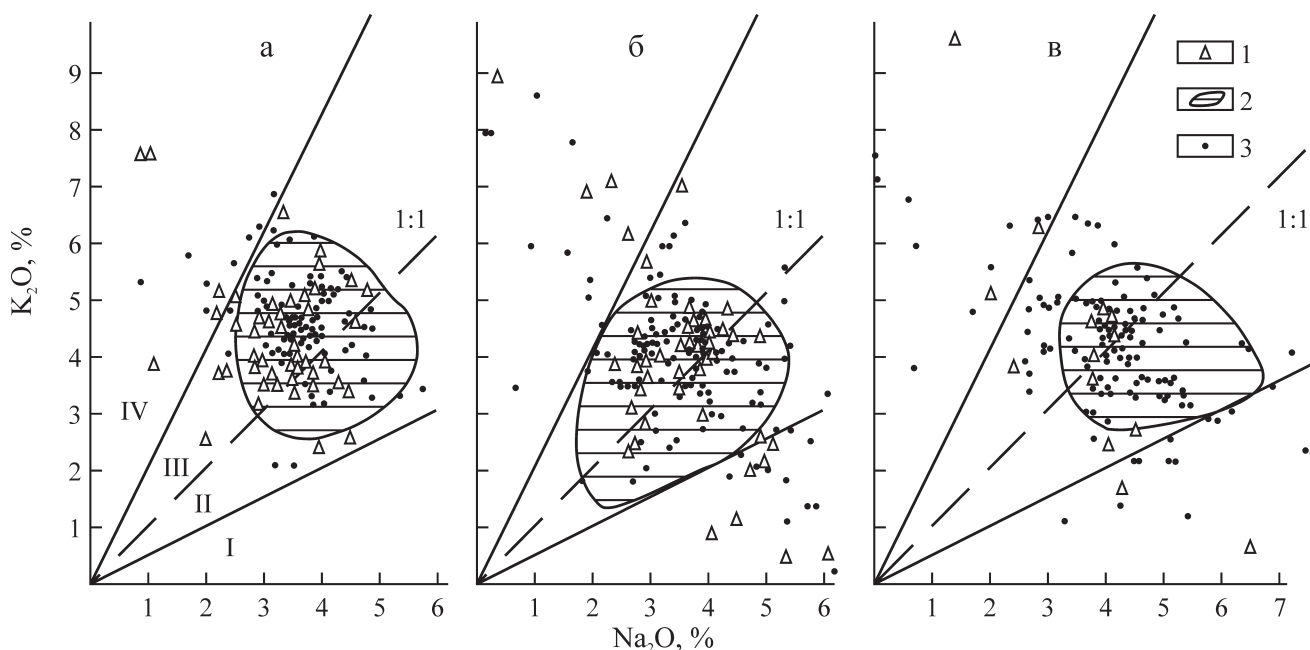 а
б
в
1
2
3
9
8
7
6
5
4
3
2
1
K₂O, %
1:1
1:1
1:1
IV
III
II
I
0 1 2 3 4 5 6
1 2 3 4 5 6
1 2 3 4 5 6 7
Na₂O, %